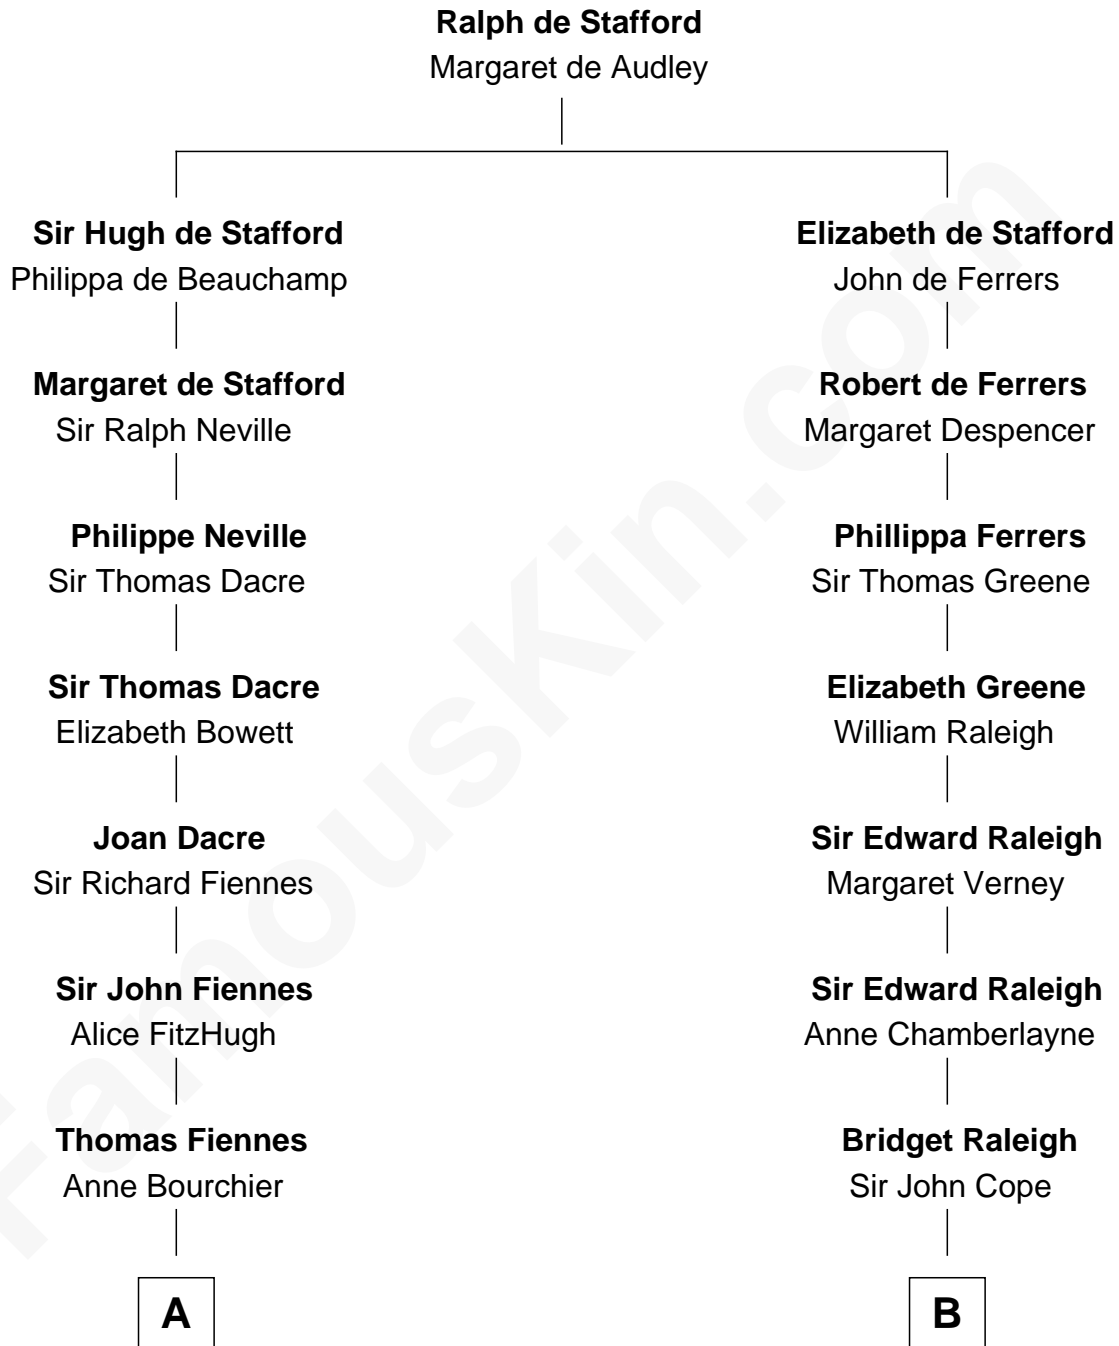 Ralph de Stafford
Margaret de Audley
Sir Hugh de Stafford
Philippa de Beauchamp
Elizabeth de Stafford
John de Ferrers
Margaret de Stafford
Sir Ralph Neville
Robert de Ferrers
Margaret Despencer
Philippe Neville
Sir Thomas Dacre
Phillippa Ferrers
Sir Thomas Greene
Sir Thomas Dacre
Elizabeth Bowett
Elizabeth Greene
William Raleigh
Joan Dacre
Sir Richard Fiennes
Sir Edward Raleigh
Margaret Verney
Sir John Fiennes
Alice FitzHugh
Sir Edward Raleigh
Anne Chamberlayne
Thomas Fiennes
Anne Bourchier
Bridget Raleigh
Sir John Cope
A
B
FamousKin.com